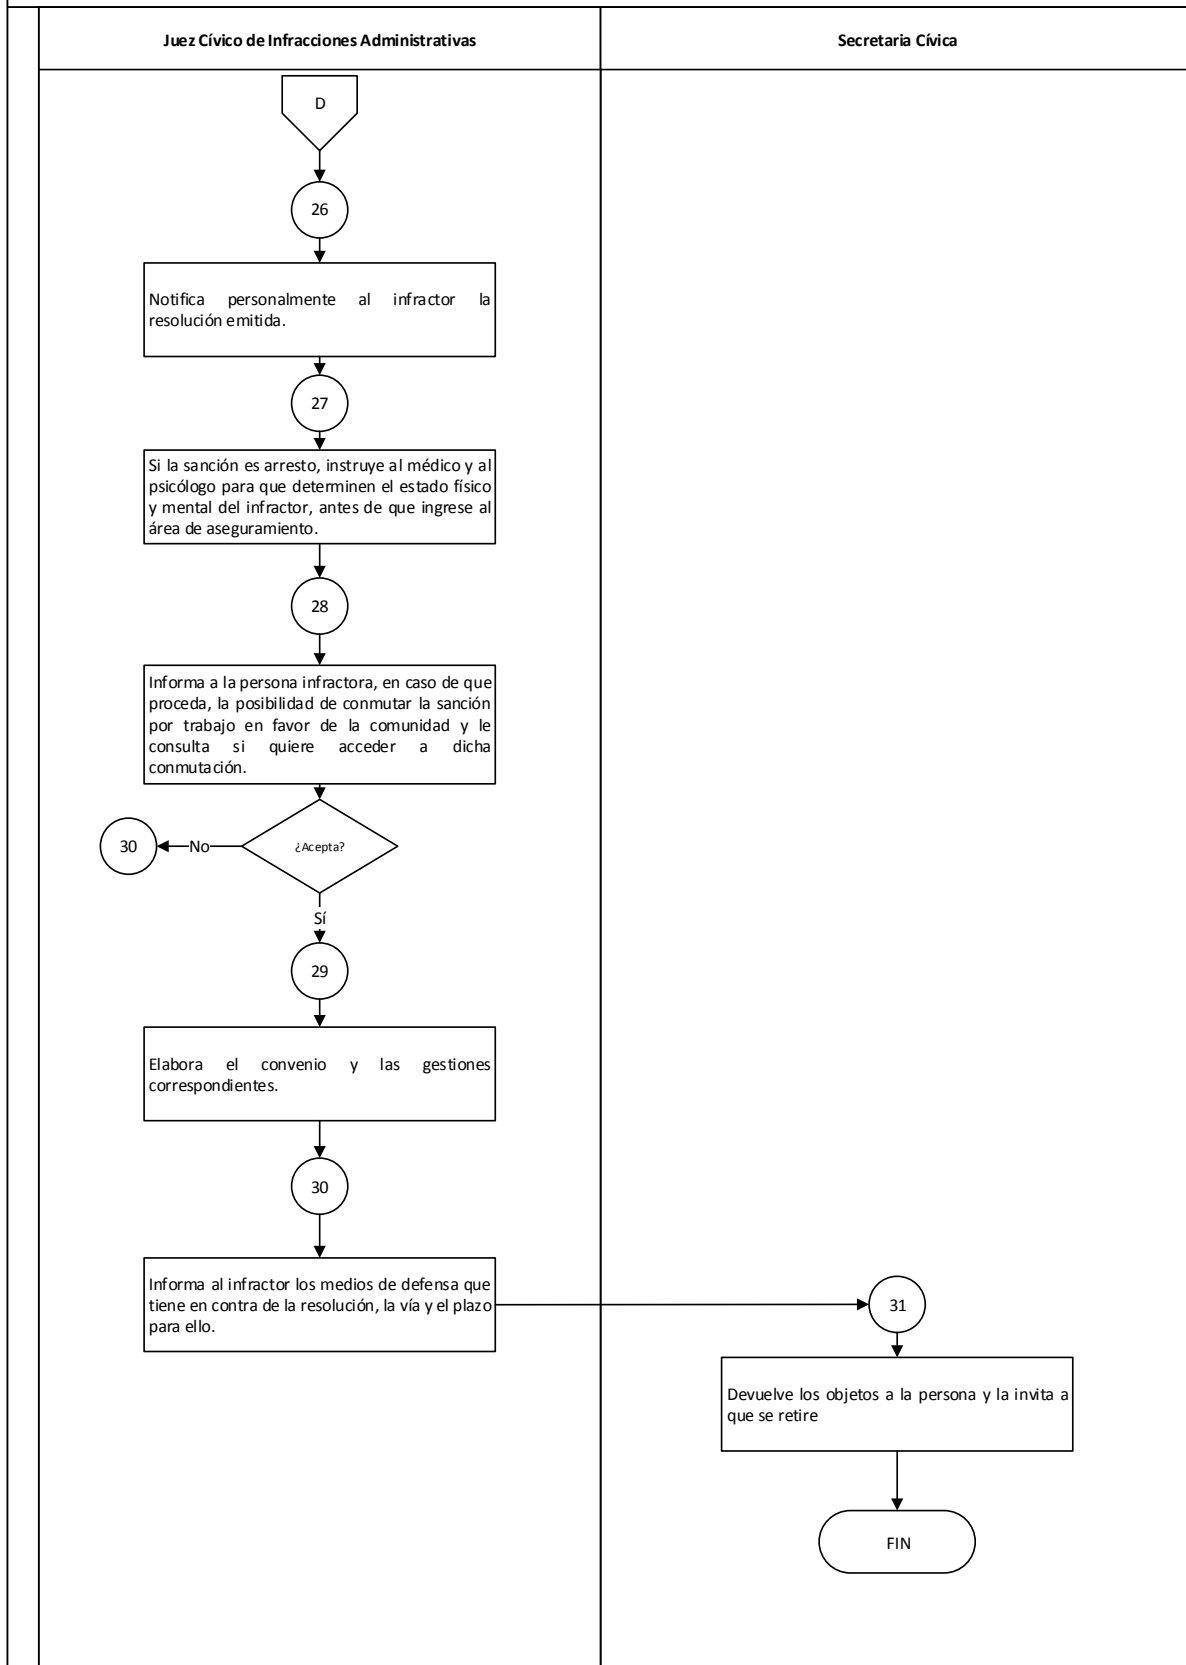 Juez Cívico de Infracciones Administrativas
Secretaria Cívica
D
26
Notifica personalmente al infractor la
resolución emitida.
27
Si la sanción es arresto, instruye al médico y al
psicólogo para que determinen el estado físico
y mental del infractor, antes de que ingrese al
área de aseguramiento.
28
Informa a la persona infractora, en caso de que
proceda, la posibilidad de conmutar la sanción
por trabajo en favor de la comunidad y le
consulta si quiere acceder a dicha
conmutación.
30
No
¿Acepta?
Sí
29
Elabora el convenio y las gestiones
correspondientes.
30
Informa al infractor los medios de defensa que
tiene en contra de la resolución, la vía y el plazo
para ello.
31
Devuelve los objetos a la persona y la invita a
que se retire
FIN